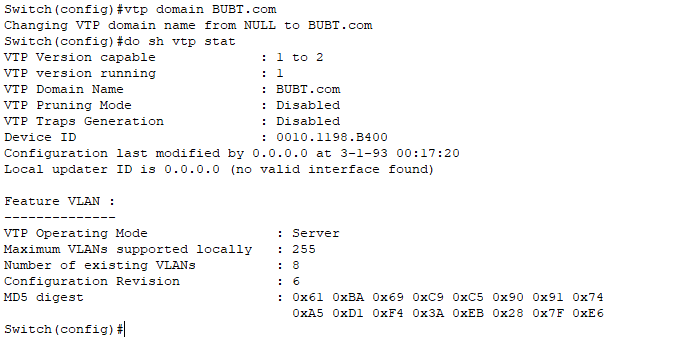 Switch(config)#vtp domain BUBT.com
Changing VTP domain name from NULL to BUBT.com
Switch(config)#do sh vtp stat
VTP Version capable : 1 to 2
VTP version running : 1
VTP Domain Name : BUBT.com
VTP Pruning Mode : Disabled
VTP Traps Generation : Disabled
Device ID : 0010.1198.B400
Configuration last modified by 0.0.0.0 at 3-1-93 00:17:20
Local updater ID is 0.0.0.0 (no valid interface found)
Feature VLAN :
--------------
VTP Operating Mode : Server
Maximum VLANs supported locally : 255
Number of existing VLANs : 8
Configuration Revision : 6
MD5 digest : 0x61 0xBA 0x69 0xC9 0xC5 0x90 0x91 0x74
0xA5 0xD1 0xF4 0x3A 0xEB 0x28 0x7F 0xE6
Switch(config)#